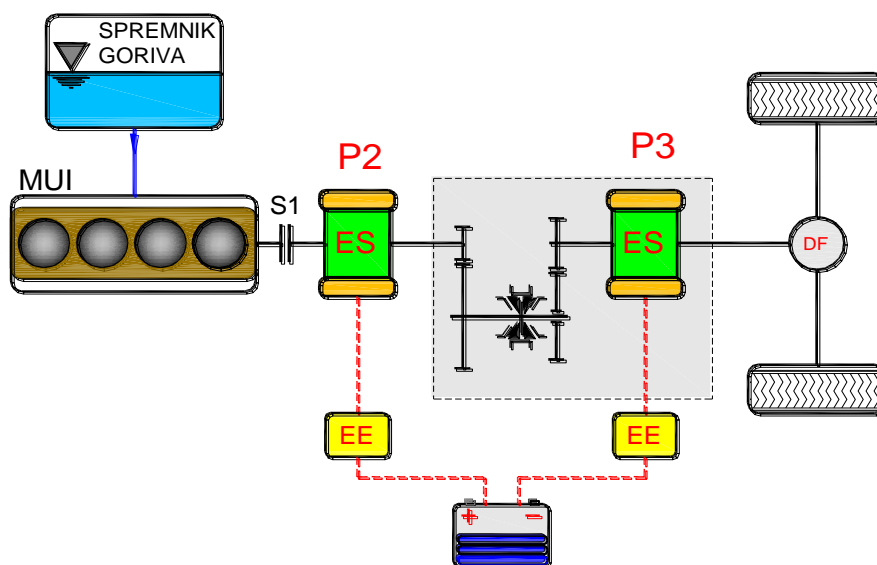 SPREMNIK
GORIVA
MUI
S1
P2
P3
ES
ES
DF
EE
EE
+ −